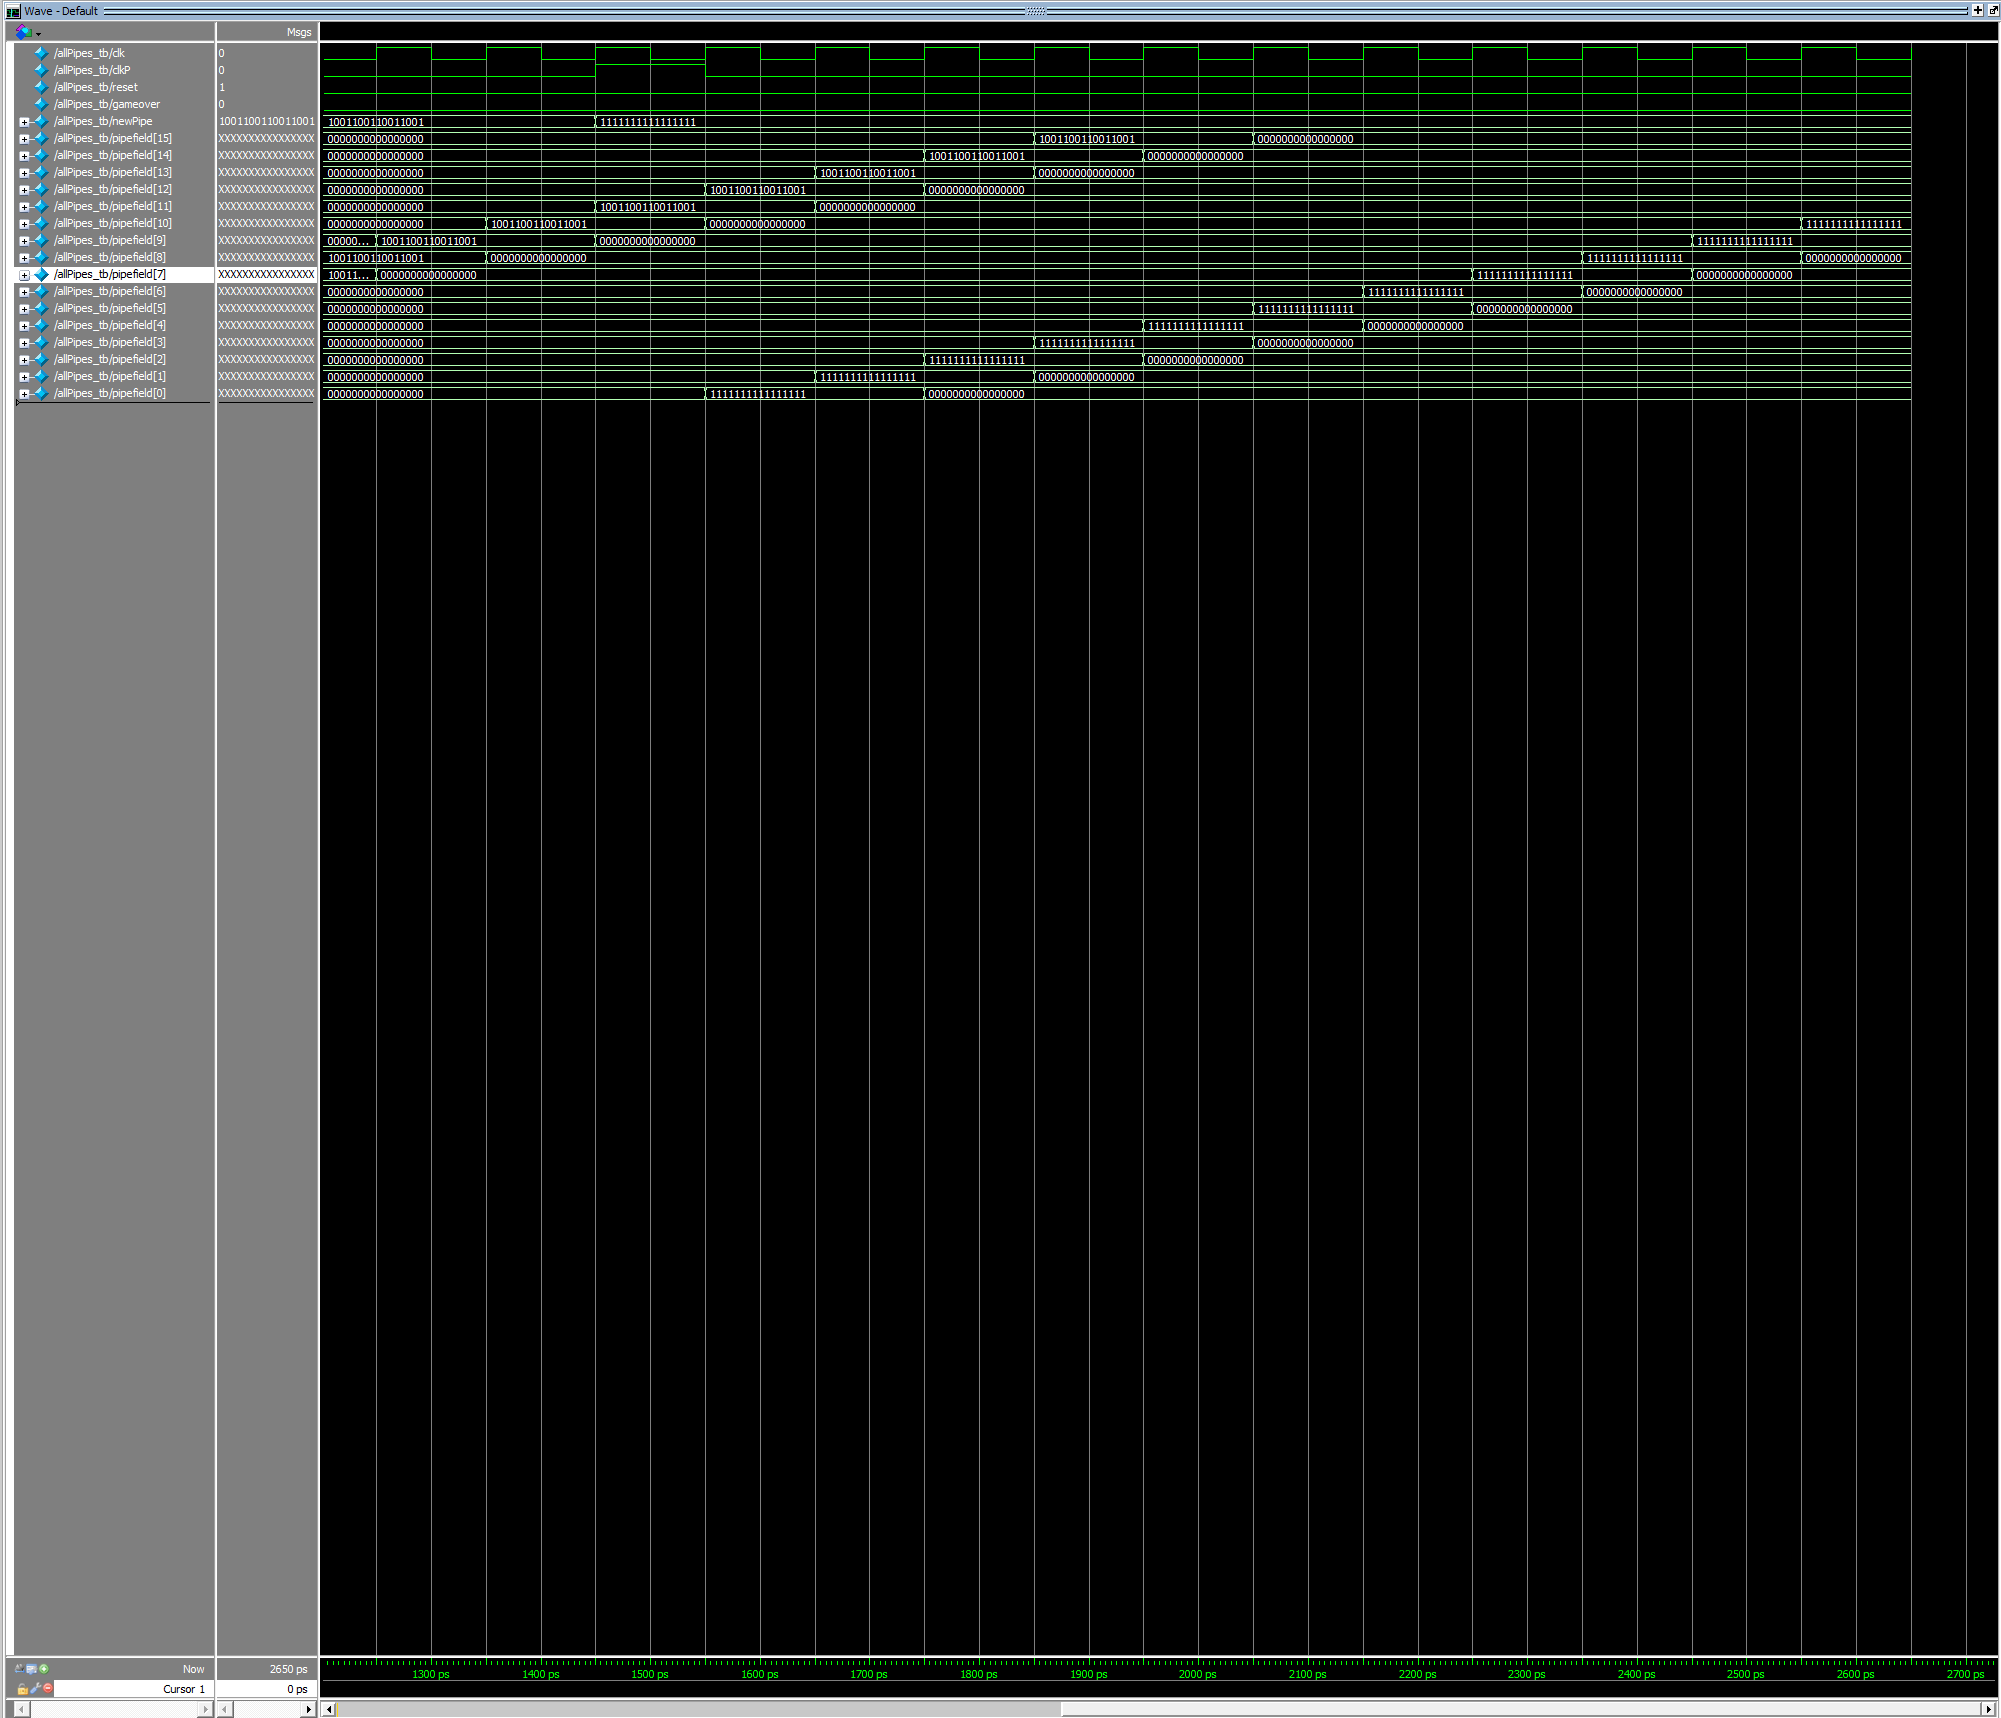 Wave - Default
Msgs
/allPipes_tb/clk 0
/allPipes_tb/clkP 0
/allPipes_tb/reset 1
/allPipes_tb/gameover 0
/allPipes_tb/newPipe 1001100110011001 1001100110011001 1111111111111111
/allPipes_tb/pipefield[15] XXXXXXXXXXXXXXXX 0000000000000000 1001100110011001 0000000000000000
/allPipes_tb/pipefield[14] XXXXXXXXXXXXXXXX 0000000000000000 1001100110011001 0000000000000000
/allPipes_tb/pipefield[13] XXXXXXXXXXXXXXXX 0000000000000000 1001100110011001 0000000000000000
/allPipes_tb/pipefield[12] XXXXXXXXXXXXXXXX 0000000000000000 1001100110011001 0000000000000000
/allPipes_tb/pipefield[11] XXXXXXXXXXXXXXXX 0000000000000000 1001100110011001 0000000000000000
/allPipes_tb/pipefield[10] XXXXXXXXXXXXXXXX 0000000000000000 1001100110011001 0000000000000000 1111111111111111
/allPipes_tb/pipefield[9] XXXXXXXXXXXXXXXX 00000... 1001100110011001 0000000000000000 1111111111111111
/allPipes_tb/pipefield[8] XXXXXXXXXXXXXXXX 1001100110011001 0000000000000000 1111111111111111 0000000000000000
/allPipes_tb/pipefield[7] XXXXXXXXXXXXXXXX 10011... 0000000000000000 1111111111111111 0000000000000000
/allPipes_tb/pipefield[6] XXXXXXXXXXXXXXXX 0000000000000000 1111111111111111 0000000000000000
/allPipes_tb/pipefield[5] XXXXXXXXXXXXXXXX 0000000000000000 1111111111111111 0000000000000000
/allPipes_tb/pipefield[4] XXXXXXXXXXXXXXXX 0000000000000000 1111111111111111 0000000000000000
/allPipes_tb/pipefield[3] XXXXXXXXXXXXXXXX 0000000000000000 1111111111111111 0000000000000000
/allPipes_tb/pipefield[2] XXXXXXXXXXXXXXXX 0000000000000000 1111111111111111 0000000000000000
/allPipes_tb/pipefield[1] XXXXXXXXXXXXXXXX 0000000000000000 1111111111111111 0000000000000000
/allPipes_tb/pipefield[0] XXXXXXXXXXXXXXXX 0000000000000000 1111111111111111 0000000000000000
Now 2650 ps 1300 ps 1400 ps 1500 ps 1600 ps 1700 ps 1800 ps 1900 ps 2000 ps 2100 ps 2200 ps 2300 ps 2400 ps 2500 ps 2600 ps 2700 ps
Cursor 1 0 ps